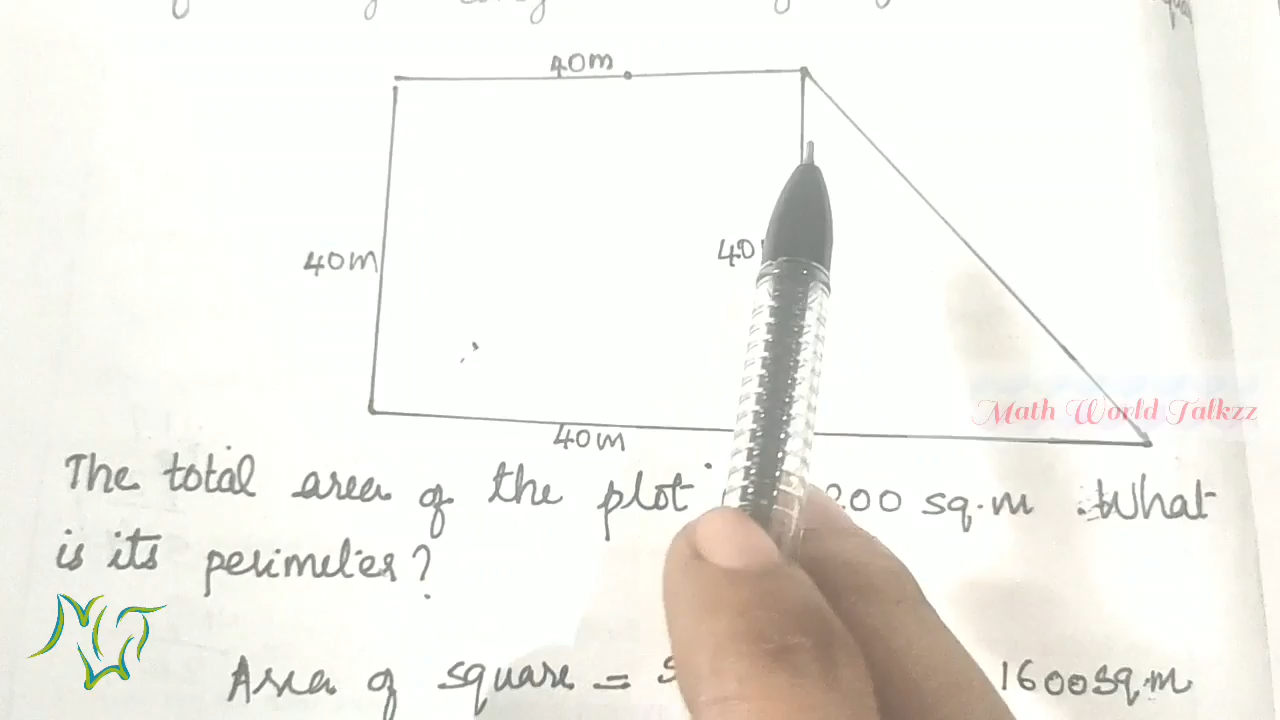 40m
40m
40
40m
Math World Talkzz
The total area of the plot 200 sq.m. What
is its perimeter?
MWT
Area of square = 1600sq.m